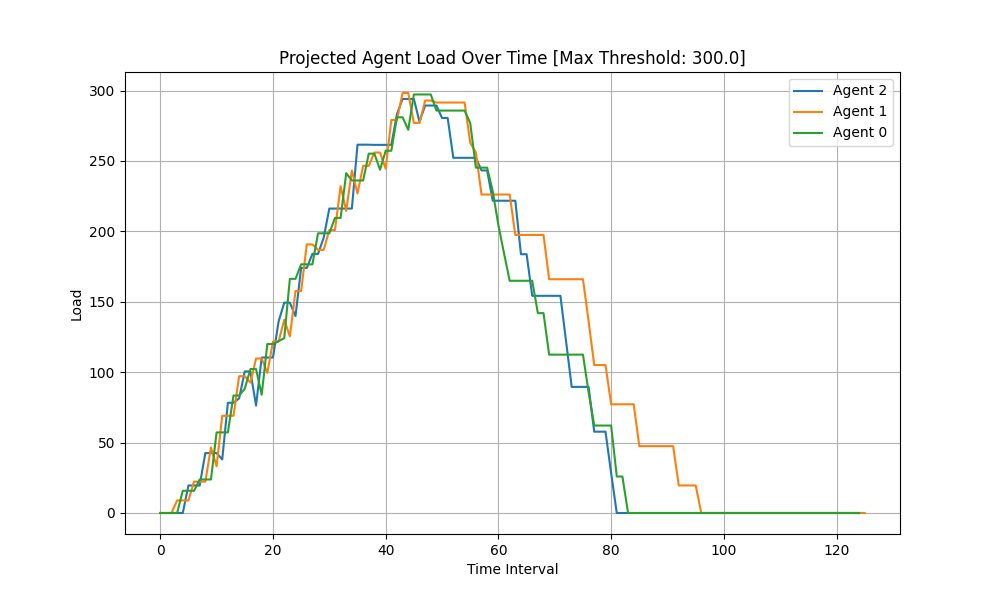 Projected Agent Load Over Time [Max Threshold: 300.0]
Agent 2
Agent 1
Agent 0
Load
300
250
200
150
100
50
0
0 20 40 60 80 100 120
Time Interval